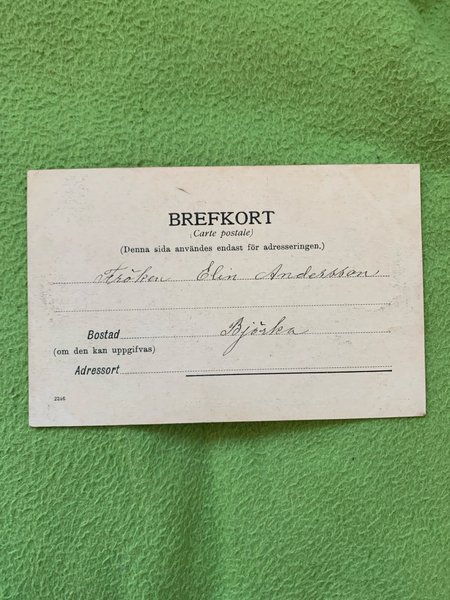 BREFKORT
(Carte postale)
(Denna sida användes endast för adresseringen.)
Fröken Elin Andersson
Bostad Björka
(om den kan uppgifvas)
Adressort
2246